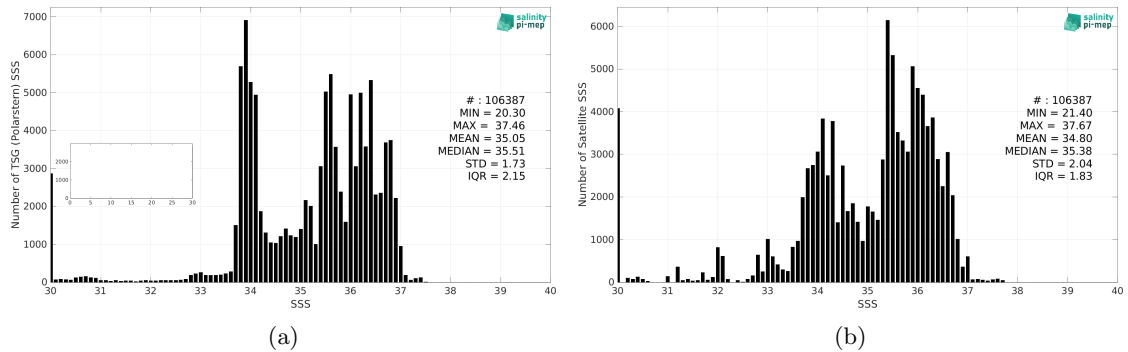 salinity
pi-mep
Number of TSG (Polarstern) SSS
7000
6000
5000
4000
3000
2000
1000
0
# : 106387
MIN = 20.30
MAX = 37.46
MEAN = 35.05
MEDIAN = 35.51
STD = 1.73
IQR = 2.15
2000
1000
0
0 5 10 15 20 25 30
30 31 32 33 34 35 36 37 38 39 40
SSS
(a)
salinity
pi-mep
Number of Satellite SSS
6000
5000
4000
3000
2000
1000
0
# : 106387
MIN = 21.40
MAX = 37.67
MEAN = 34.80
MEDIAN = 35.38
STD = 2.04
IQR = 1.83
30 31 32 33 34 35 36 37 38 39 40
SSS
(b)